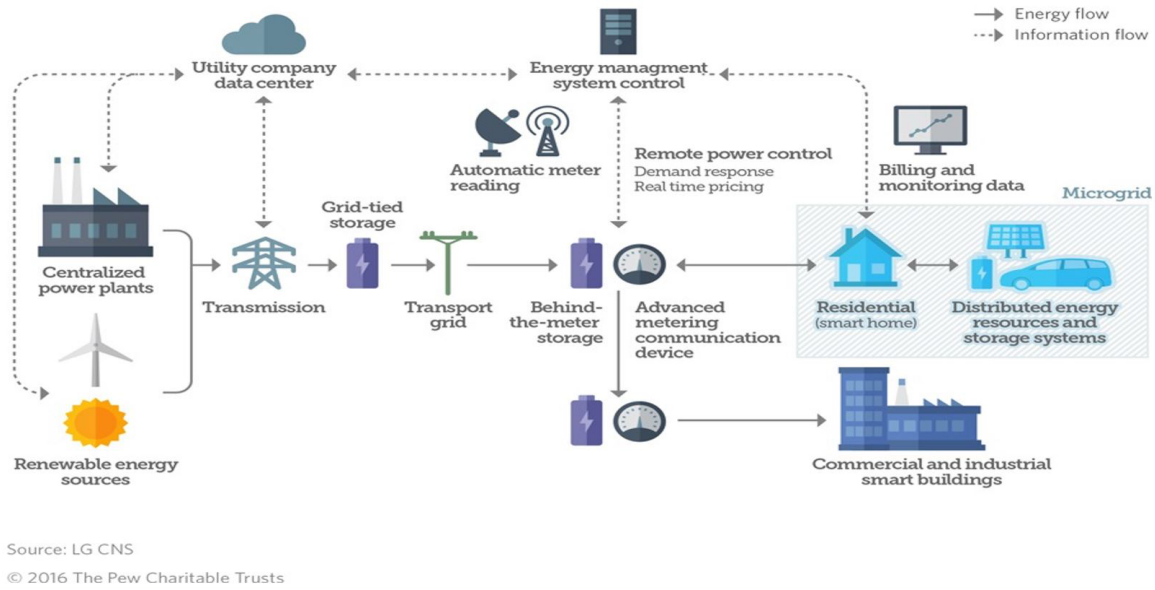 Energy flow
Information flow
Utility company
data center
Energy managment
system control
Automatic meter
reading
Remote power control
Demand response
Real time pricing
Billing and
monitoring data
Microgrid
Grid-tied
storage
Centralized
power plants
Transmission
Transport
grid
Behind-
the-meter
storage
Advanced
metering
communication
device
Residential
(smart home)
Distributed energy
resources and
storage systems
Renewable energy
sources
Commercial and industrial
smart buildings
Source: LG CNS
© 2016 The Pew Charitable Trusts